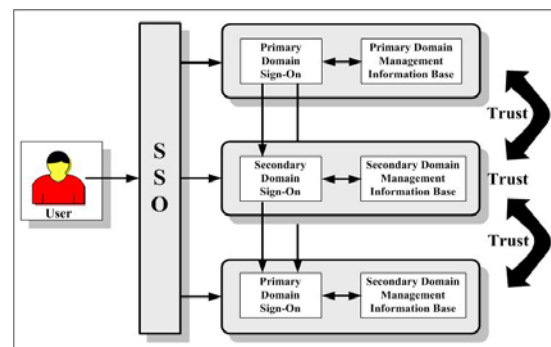 Primary
Domain
Sign-On
Primary Domain
Management
Information Base
Trust
S
S
O
User
Secondary
Domain
Sign-On
Secondary Domain
Management
Information Base
Trust
Trust
Primary
Domain
Sign-On
Secondary Domain
Management
Information Base